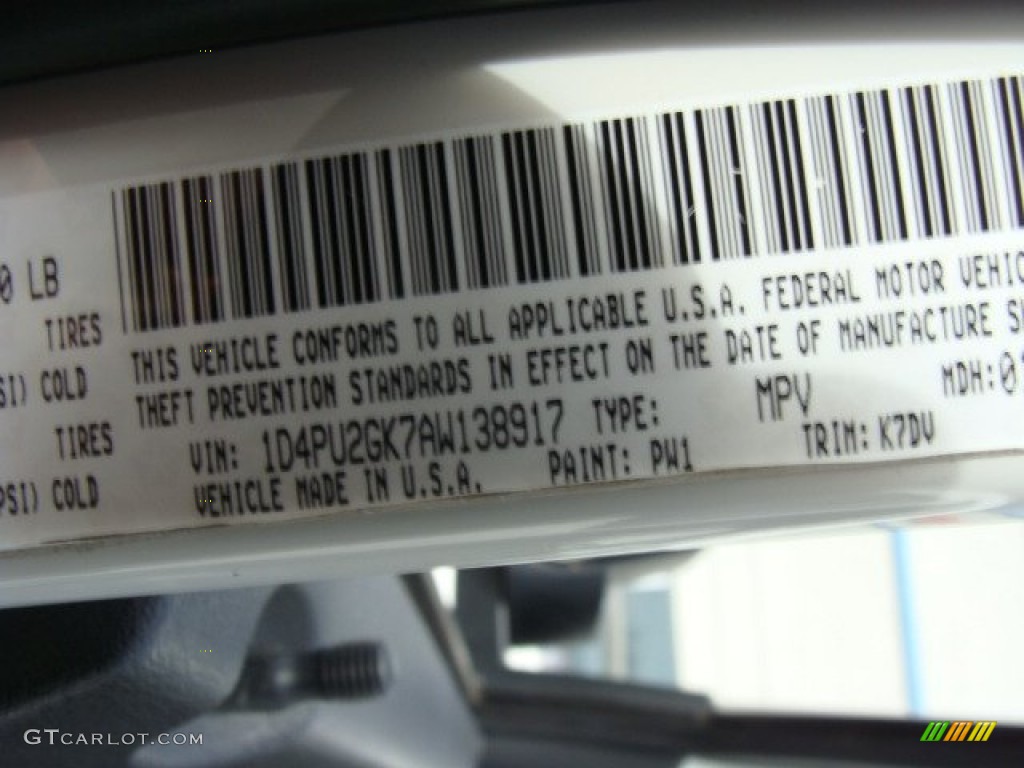 0 LB
TIRES
SI) COLD
TIRES
PSI) COLD
THIS VEHICLE CONFORMS TO ALL APPLICABLE U.S.A. FEDERAL MOTOR VEHIC
THEFT PREVENTION STANDARDS IN EFFECT ON THE DATE OF MANUFACTURE S
MDH:0
VIN: 1D4PU2GK7AW138917 TYPE: MPV
VEHICLE MADE IN U.S.A. PAINT: PW1 TRIM: K7DV
GTCARLOT.COM